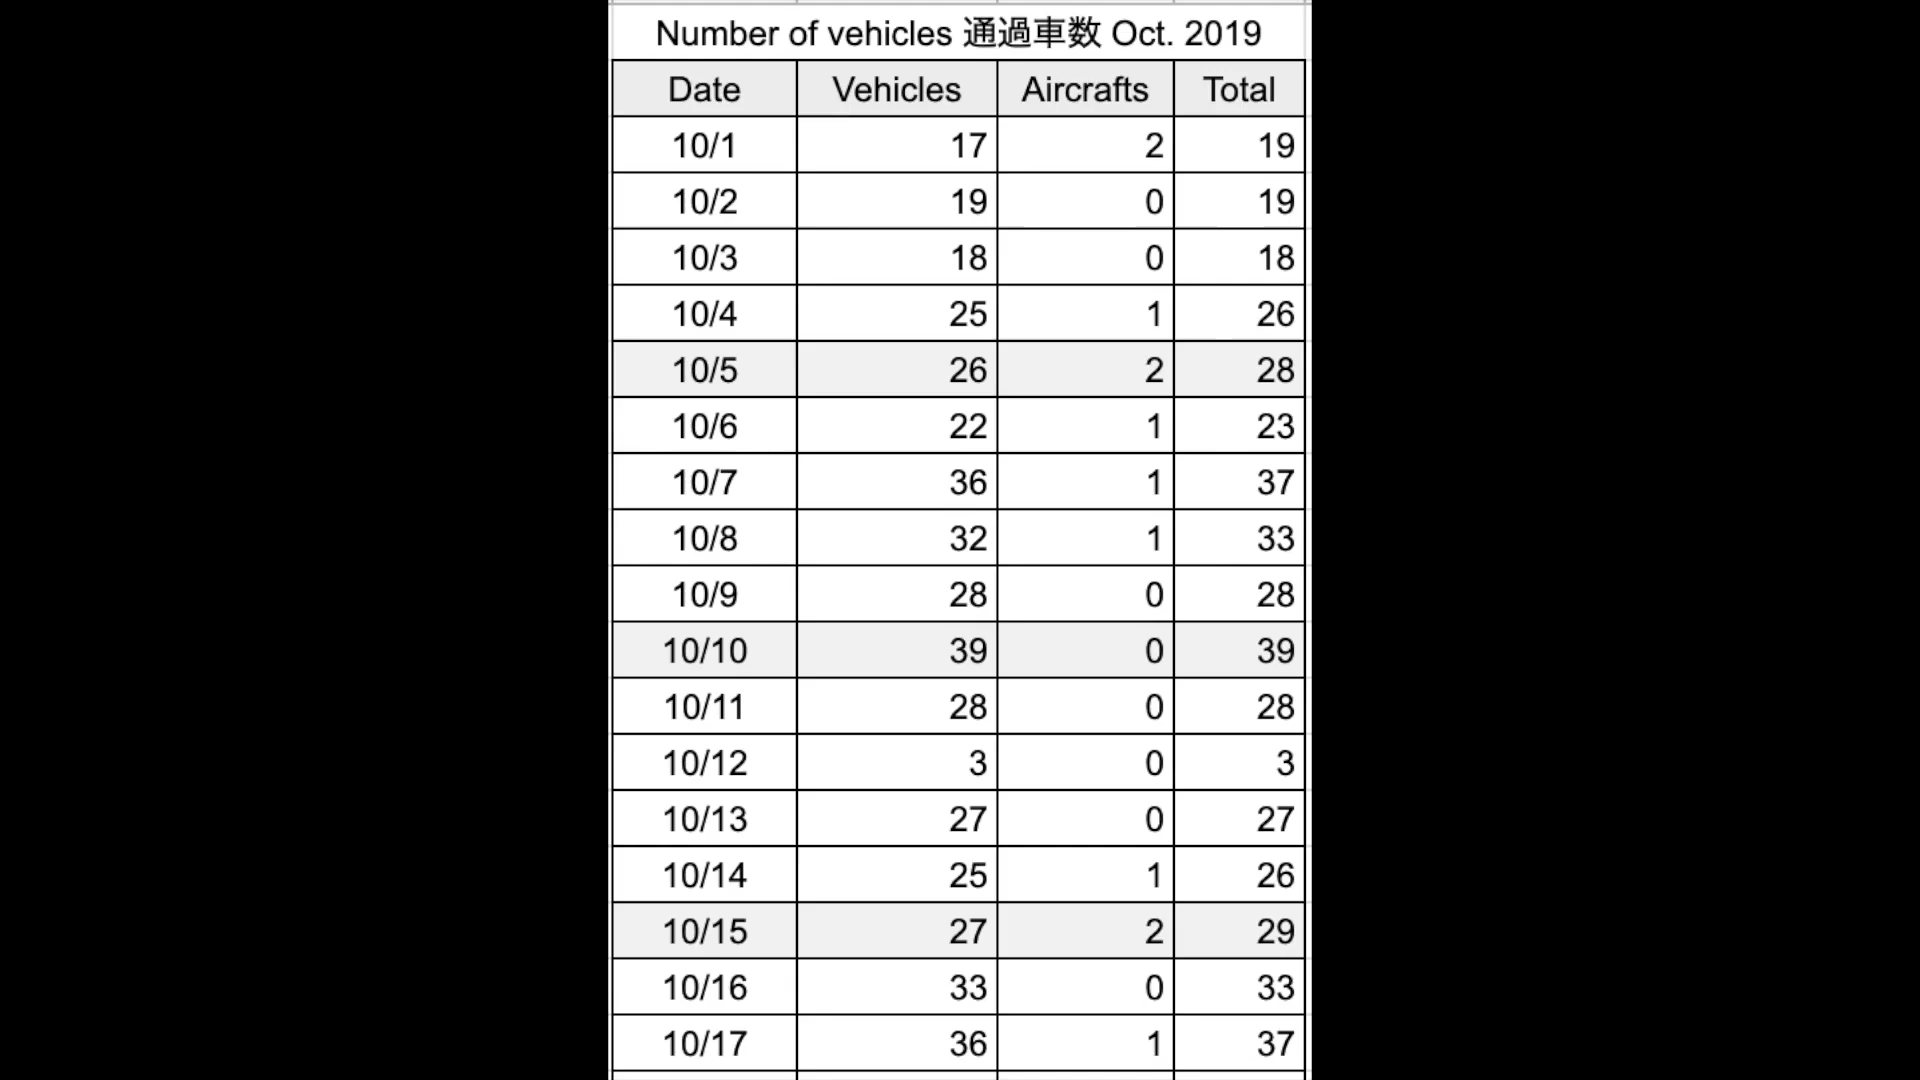 Number of vehicles 通過車数 Oct. 2019
Date Vehicles Aircrafts Total
10/1 17 2 19
10/2 19 0 19
10/3 18 0 18
10/4 25 1 26
10/5 26 2 28
10/6 22 1 23
10/7 36 1 37
10/8 32 1 33
10/9 28 0 28
10/10 39 0 39
10/11 28 0 28
10/12 3 0 3
10/13 27 0 27
10/14 25 1 26
10/15 27 2 29
10/16 33 0 33
10/17 36 1 37